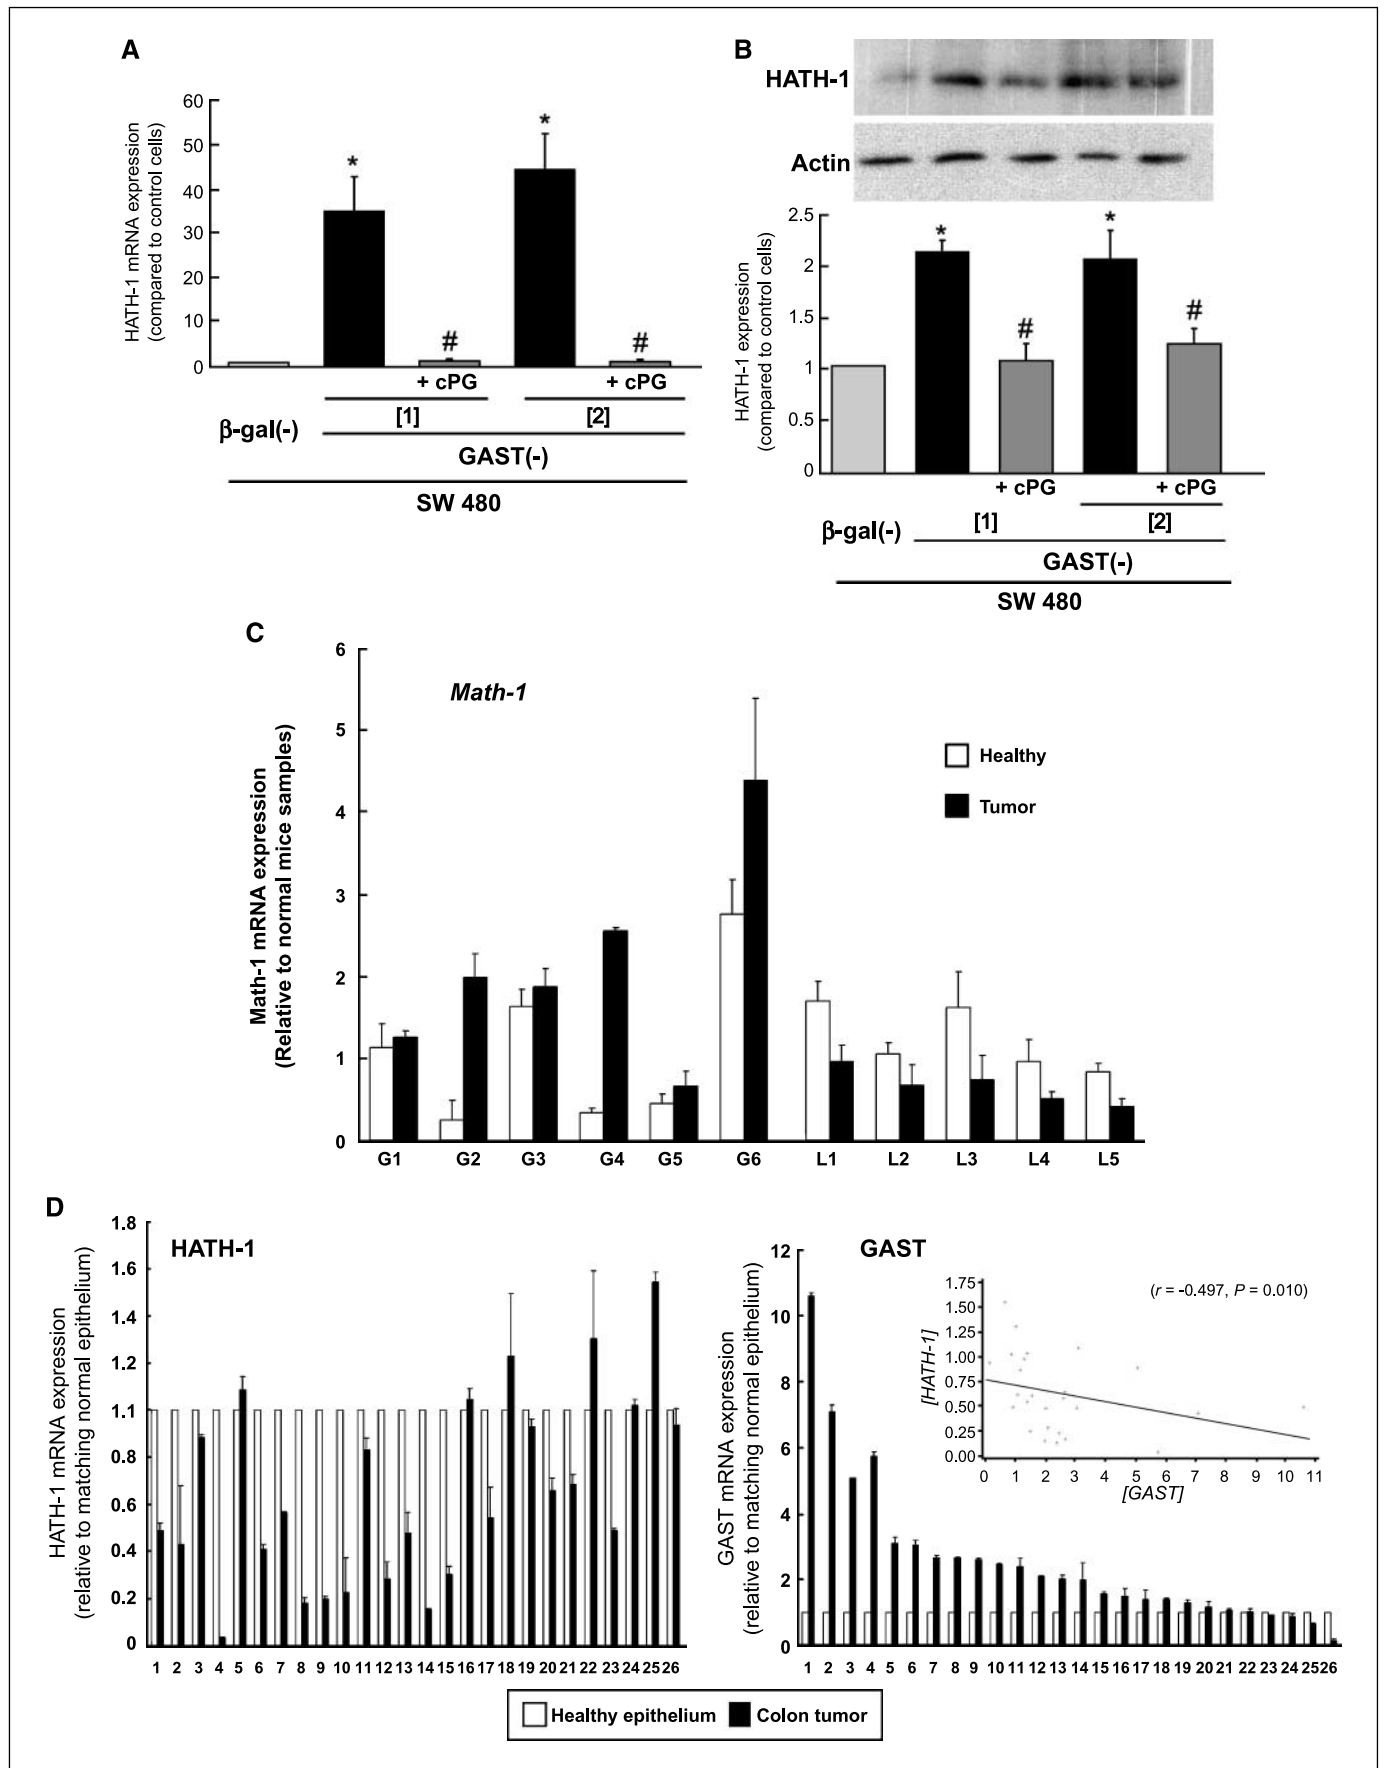 A
HATH-1 mRNA expression
(compared to control cells)
60
50
40
30
20
10
0
*
#
*
#
+ cPG
+ cPG
[1]
[2]
β-gal(-)
GAST(-)
SW 480
B
HATH-1
Actin
HATH-1 expression
(compared to control cells)
2.5
2
1.5
1
0.5
0
*
#
*
#
+ cPG
+ cPG
[1]
[2]
β-gal(-)
GAST(-)
SW 480
C
Math-1
Math-1 mRNA expression
(Relative to normal mice samples)
6
5
4
3
2
1
0
Healthy
Tumor
G1 G2 G3 G4 G5 G6 L1 L2 L3 L4 L5
D
HATH-1
HATH-1 mRNA expression
(relative to matching normal epithelium)
1.8
1.6
1.4
1.2
1.1
0.8
0.6
0.4
0.2
0
1 2 3 4 5 6 7 8 9 10 11 12 13 14 15 16 17 18 19 20 21 22 23 24 25 26
GAST
GAST mRNA expression
(relative to matching normal epithelium)
12
10
8
6
4
2
0
1 2 3 4 5 6 7 8 9 10 11 12 13 14 15 16 17 18 19 20 21 22 23 24 25 26
(r = -0.497, P = 0.010)
[HATH-1]
1.75
1.50
1.25
1.00
0.75
0.50
0.25
0.00
0 1 2 3 4 5 6 7 8 9 10 11
[GAST]
Healthy epithelium
Colon tumor